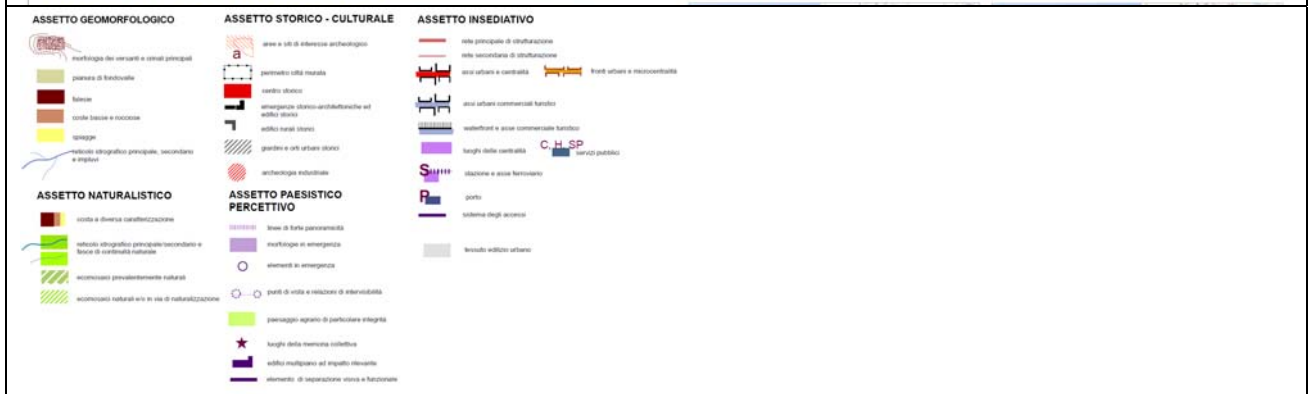 ASSETTO GEOMORFOLOGICO
morfologia dei versanti e crinali principali
pianura di fondovalle
falesie
coste basse e rocciose
spiagge
reticolo idrografico principale, secondario
e impluvi
ASSETTO NATURALISTICO
costa a diversa caratterizzazione
reticolo idrografico principale/secondario e
fasce di continuità naturale
ecomosaici prevalentemente naturali
ecomosaici naturali e/o in via di naturalizzazione
ASSETTO STORICO - CULTURALE
a
aree e siti di interesse archeologico
perimetro città murata
centro storico
emergenze storico-architettoniche ed
edifici storici
edifici rurali storici
giardini e orti urbani storici
archeologia industriale
ASSETTO PAESISTICO
PERCETTIVO
linee di forte panoramicità
morfologie in emergenza
elementi in emergenza
punti di vista e relazioni di intervisibilità
paesaggio agrario di particolare integrità
luoghi della memoria collettiva
edifici multipiano ad impatto rilevante
elemento di separazione visiva e funzionale
ASSETTO INSEDIATIVO
rete principale di strutturazione
rete secondaria di strutturazione
assi urbani e centralità
fronti urbani e microcentralità
assi urbani commerciali turistici
waterfront e asse commerciale turistico
luoghi delle centralità
C, H, SP
servizi pubblici
S
stazione e asse ferroviario
P
porto
sistema degli accessi
tessuto edilizio urbano